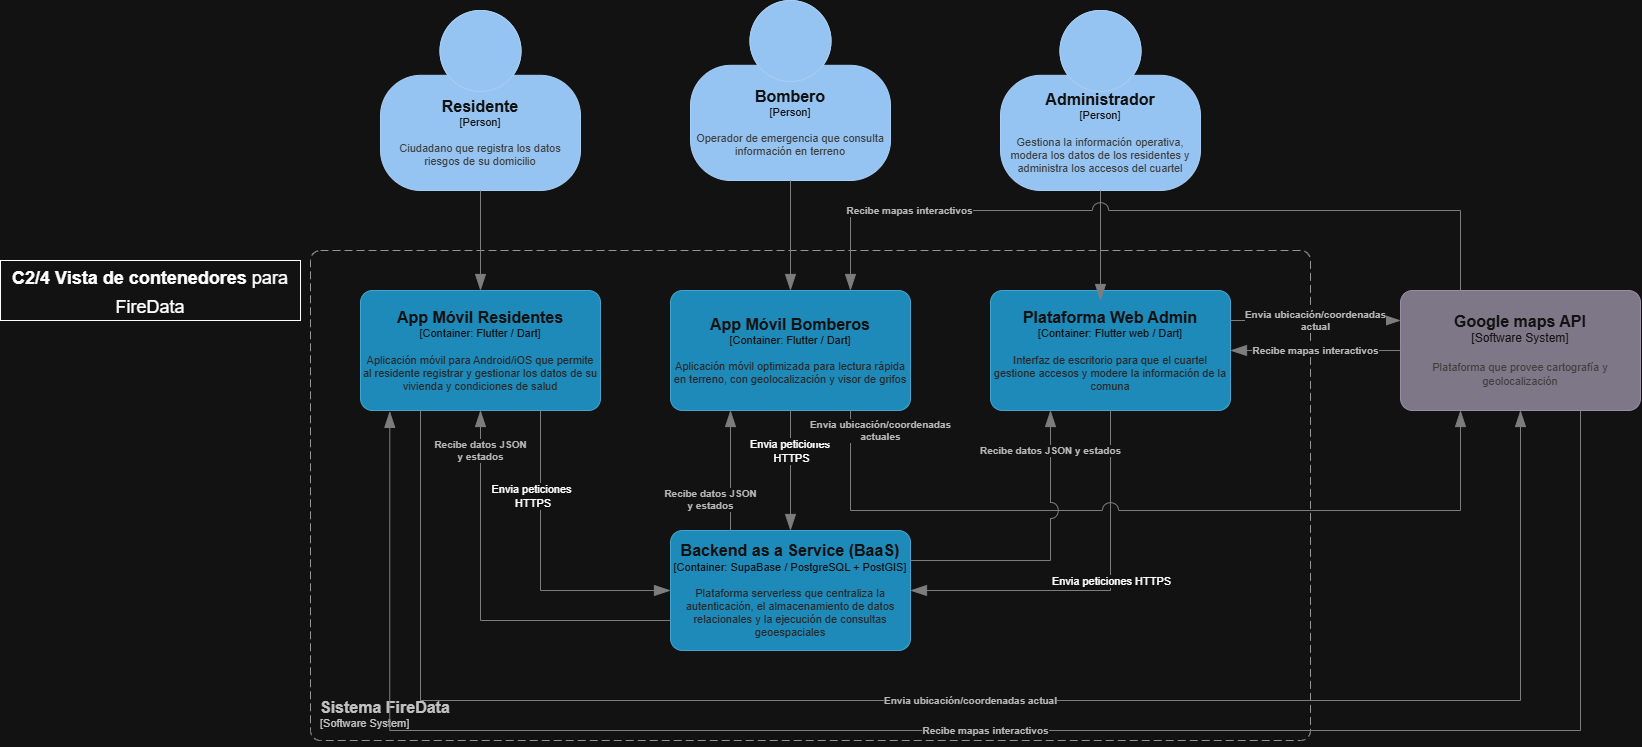 Residente
[Person]
Ciudadano que registra los datos
riesgos de su domicilio
Bombero
[Person]
Operador de emergencia que consulta
información en terreno
Administrador
[Person]
Gestiona la información operativa,
modera los datos de los residentes y
administra los accesos del cuartel
Recibe mapas interactivos
C2/4 Vista de contenedores para
FireData
App Móvil Residentes
[Container: Flutter / Dart]
Aplicación móvil para Android/iOS que permite
al residente registrar y gestionar los datos de su
vivienda y condiciones de salud
App Móvil Bomberos
[Container: Flutter / Dart]
Aplicación móvil optimizada para lectura rápida
en terreno, con geolocalización y visor de grifos
Plataforma Web Admin
[Container: Flutter web / Dart]
Interfaz de escritorio para que el cuartel
gestione accesos y modere la información de la
comuna
Envia ubicación/coordenadas
actual
Recibe mapas interactivos
Google maps API
[Software System]
Plataforma que provee cartografía y
geolocalización
Recibe datos JSON
y estados
Envia peticiones
HTTPS
Envia peticiones
HTTPS
Envia ubicación/coordenadas
actuales
Recibe datos JSON
y estados
Recibe datos JSON y estados
Backend as a Service (BaaS)
[Container: SupaBase / PostgreSQL + PostGIS]
Plataforma serverless que centraliza la
autenticación, el almacenamiento de datos
relacionales y la ejecución de consultas
geoespaciales
Envia peticiones HTTPS
Envia ubicación/coordenadas actual
Sistema FireData
[Software System]
Recibe mapas interactivos